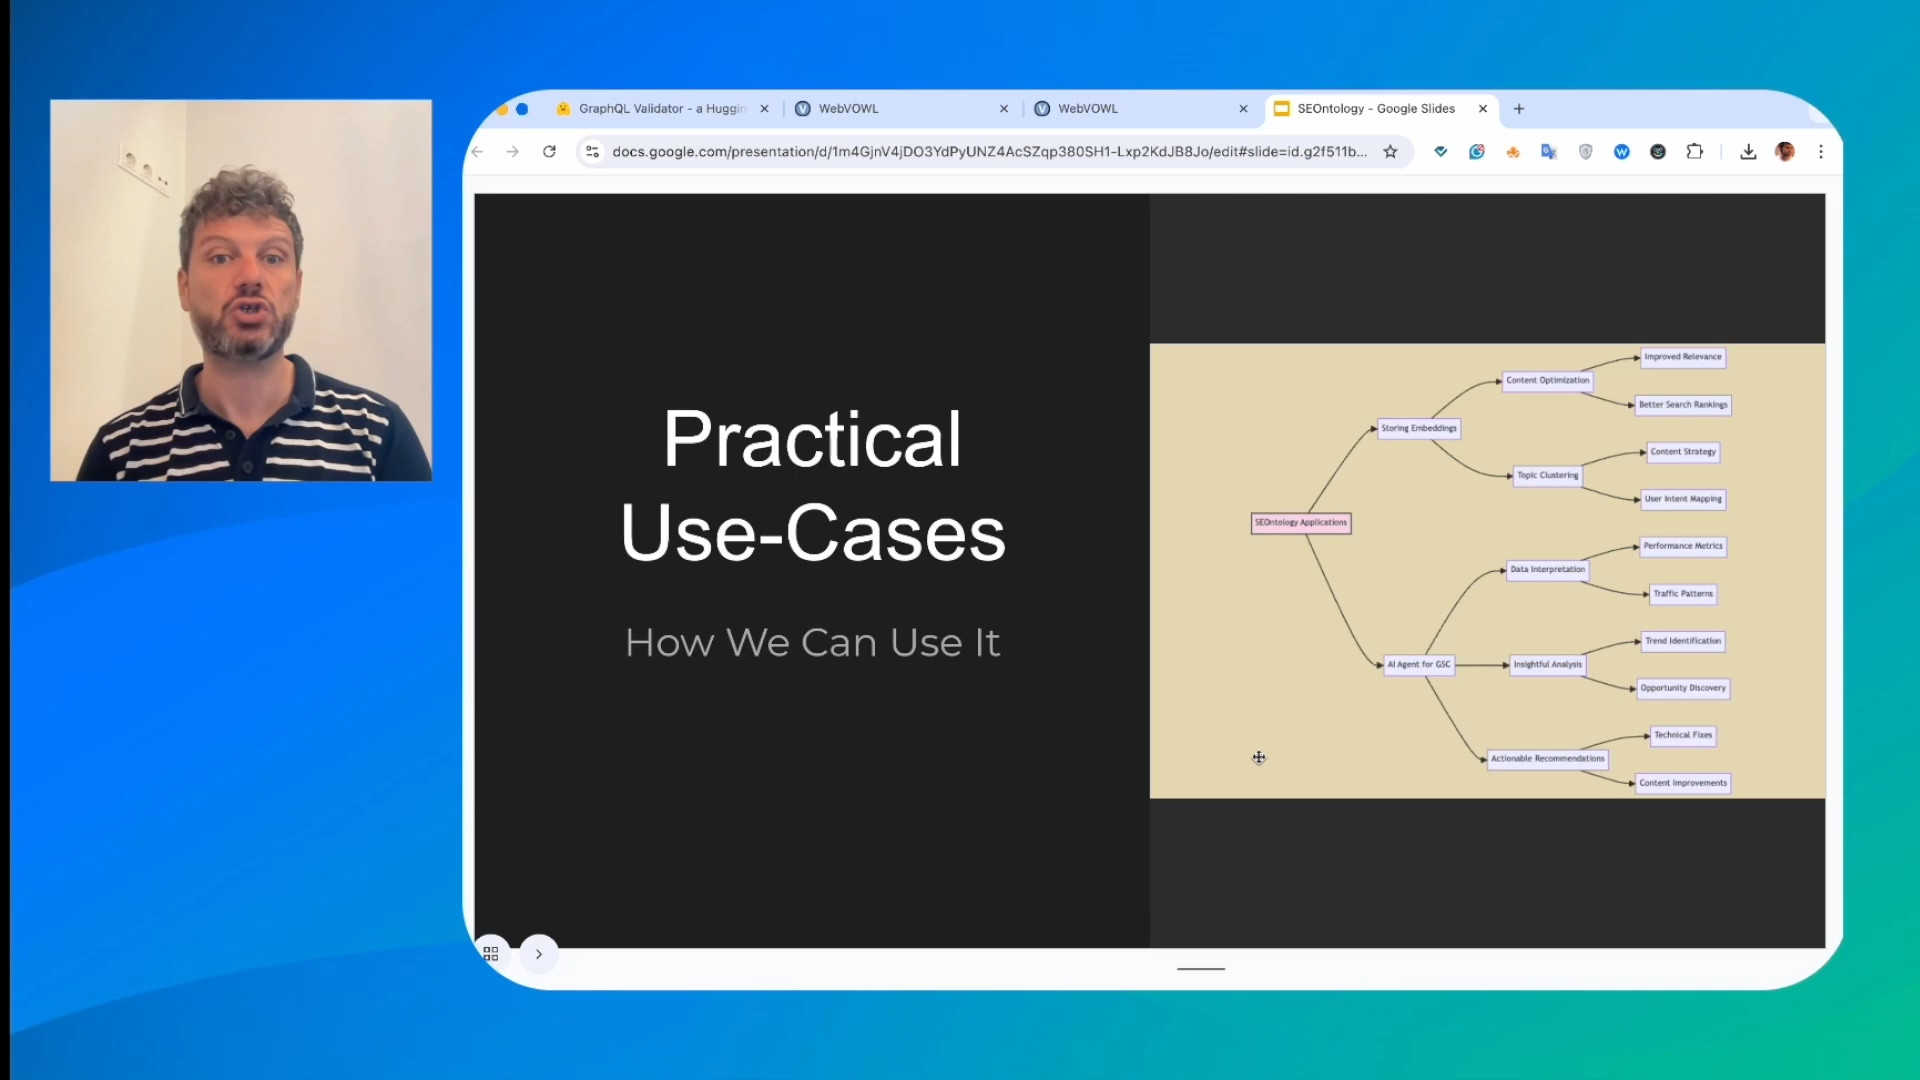 GraphQL Validator - a Huggin
WebVOWL
WebVOWL
SEOntology - Google Slides
docs.google.com/presentation/d/1m4GjnV4jDO3YdPyUNZ4AcSZqp380SH1-Lxp2KdJB8Jo/edit#slide=id.g2f511b...
Practical
Use-Cases
How We Can Use It
SEOntology Applications
Storing Embeddings
AI Agent for GSC
Content Optimization
Topic Clustering
Data Interpretation
Insightful Analysis
Actionable Recommendations
Improved Relevance
Better Search Rankings
Content Strategy
User Intent Mapping
Performance Metrics
Traffic Patterns
Trend Identification
Opportunity Discovery
Technical Fixes
Content Improvements